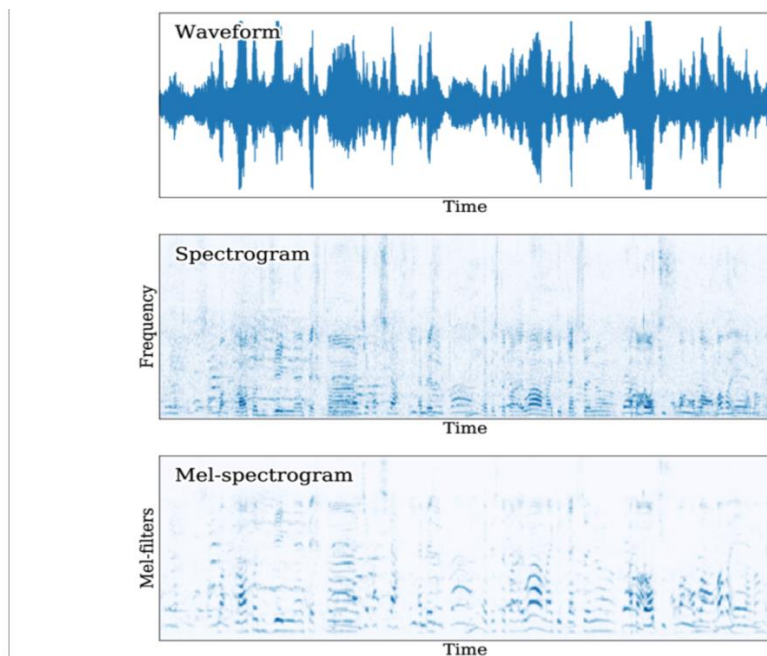 Waveform
Time
Spectrogram
Frequency
Time
Mel-spectrogram
Mel-filters
Time